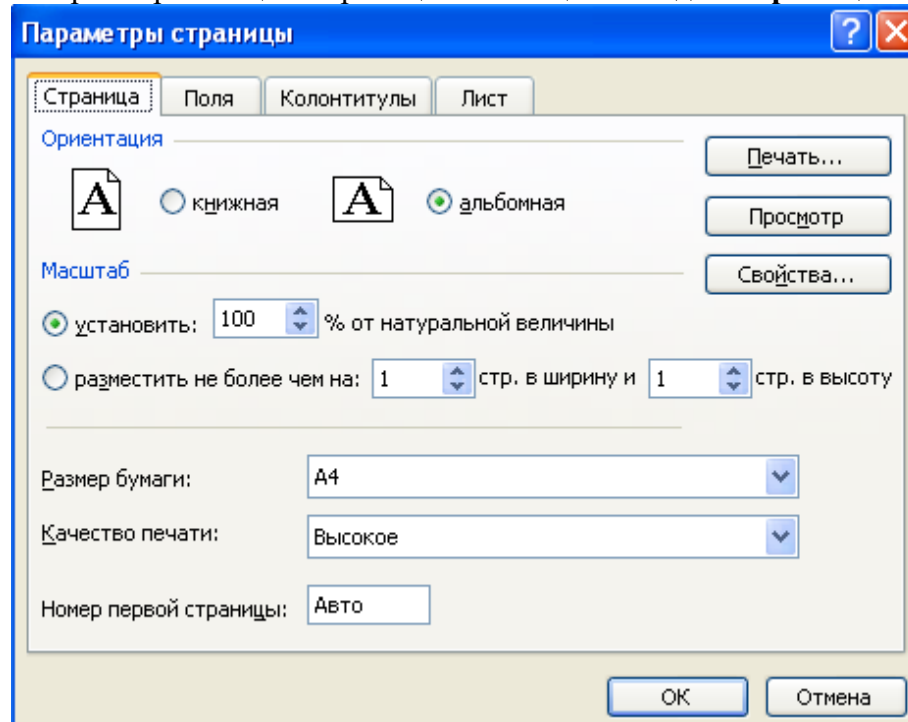 Параметры страницы
Страница Поля Колонтитулы Лист
Ориентация
Печать...
A книжная A альбомная
Просмотр
Масштаб
Свойства...
установить: 100 % от натуральной величины
разместить не более чем на: 1 стр. в ширину и 1 стр. в высоту
Размер бумаги: A4
Качество печати: Высокое
Номер первой страницы: Авто
ОК Отмена